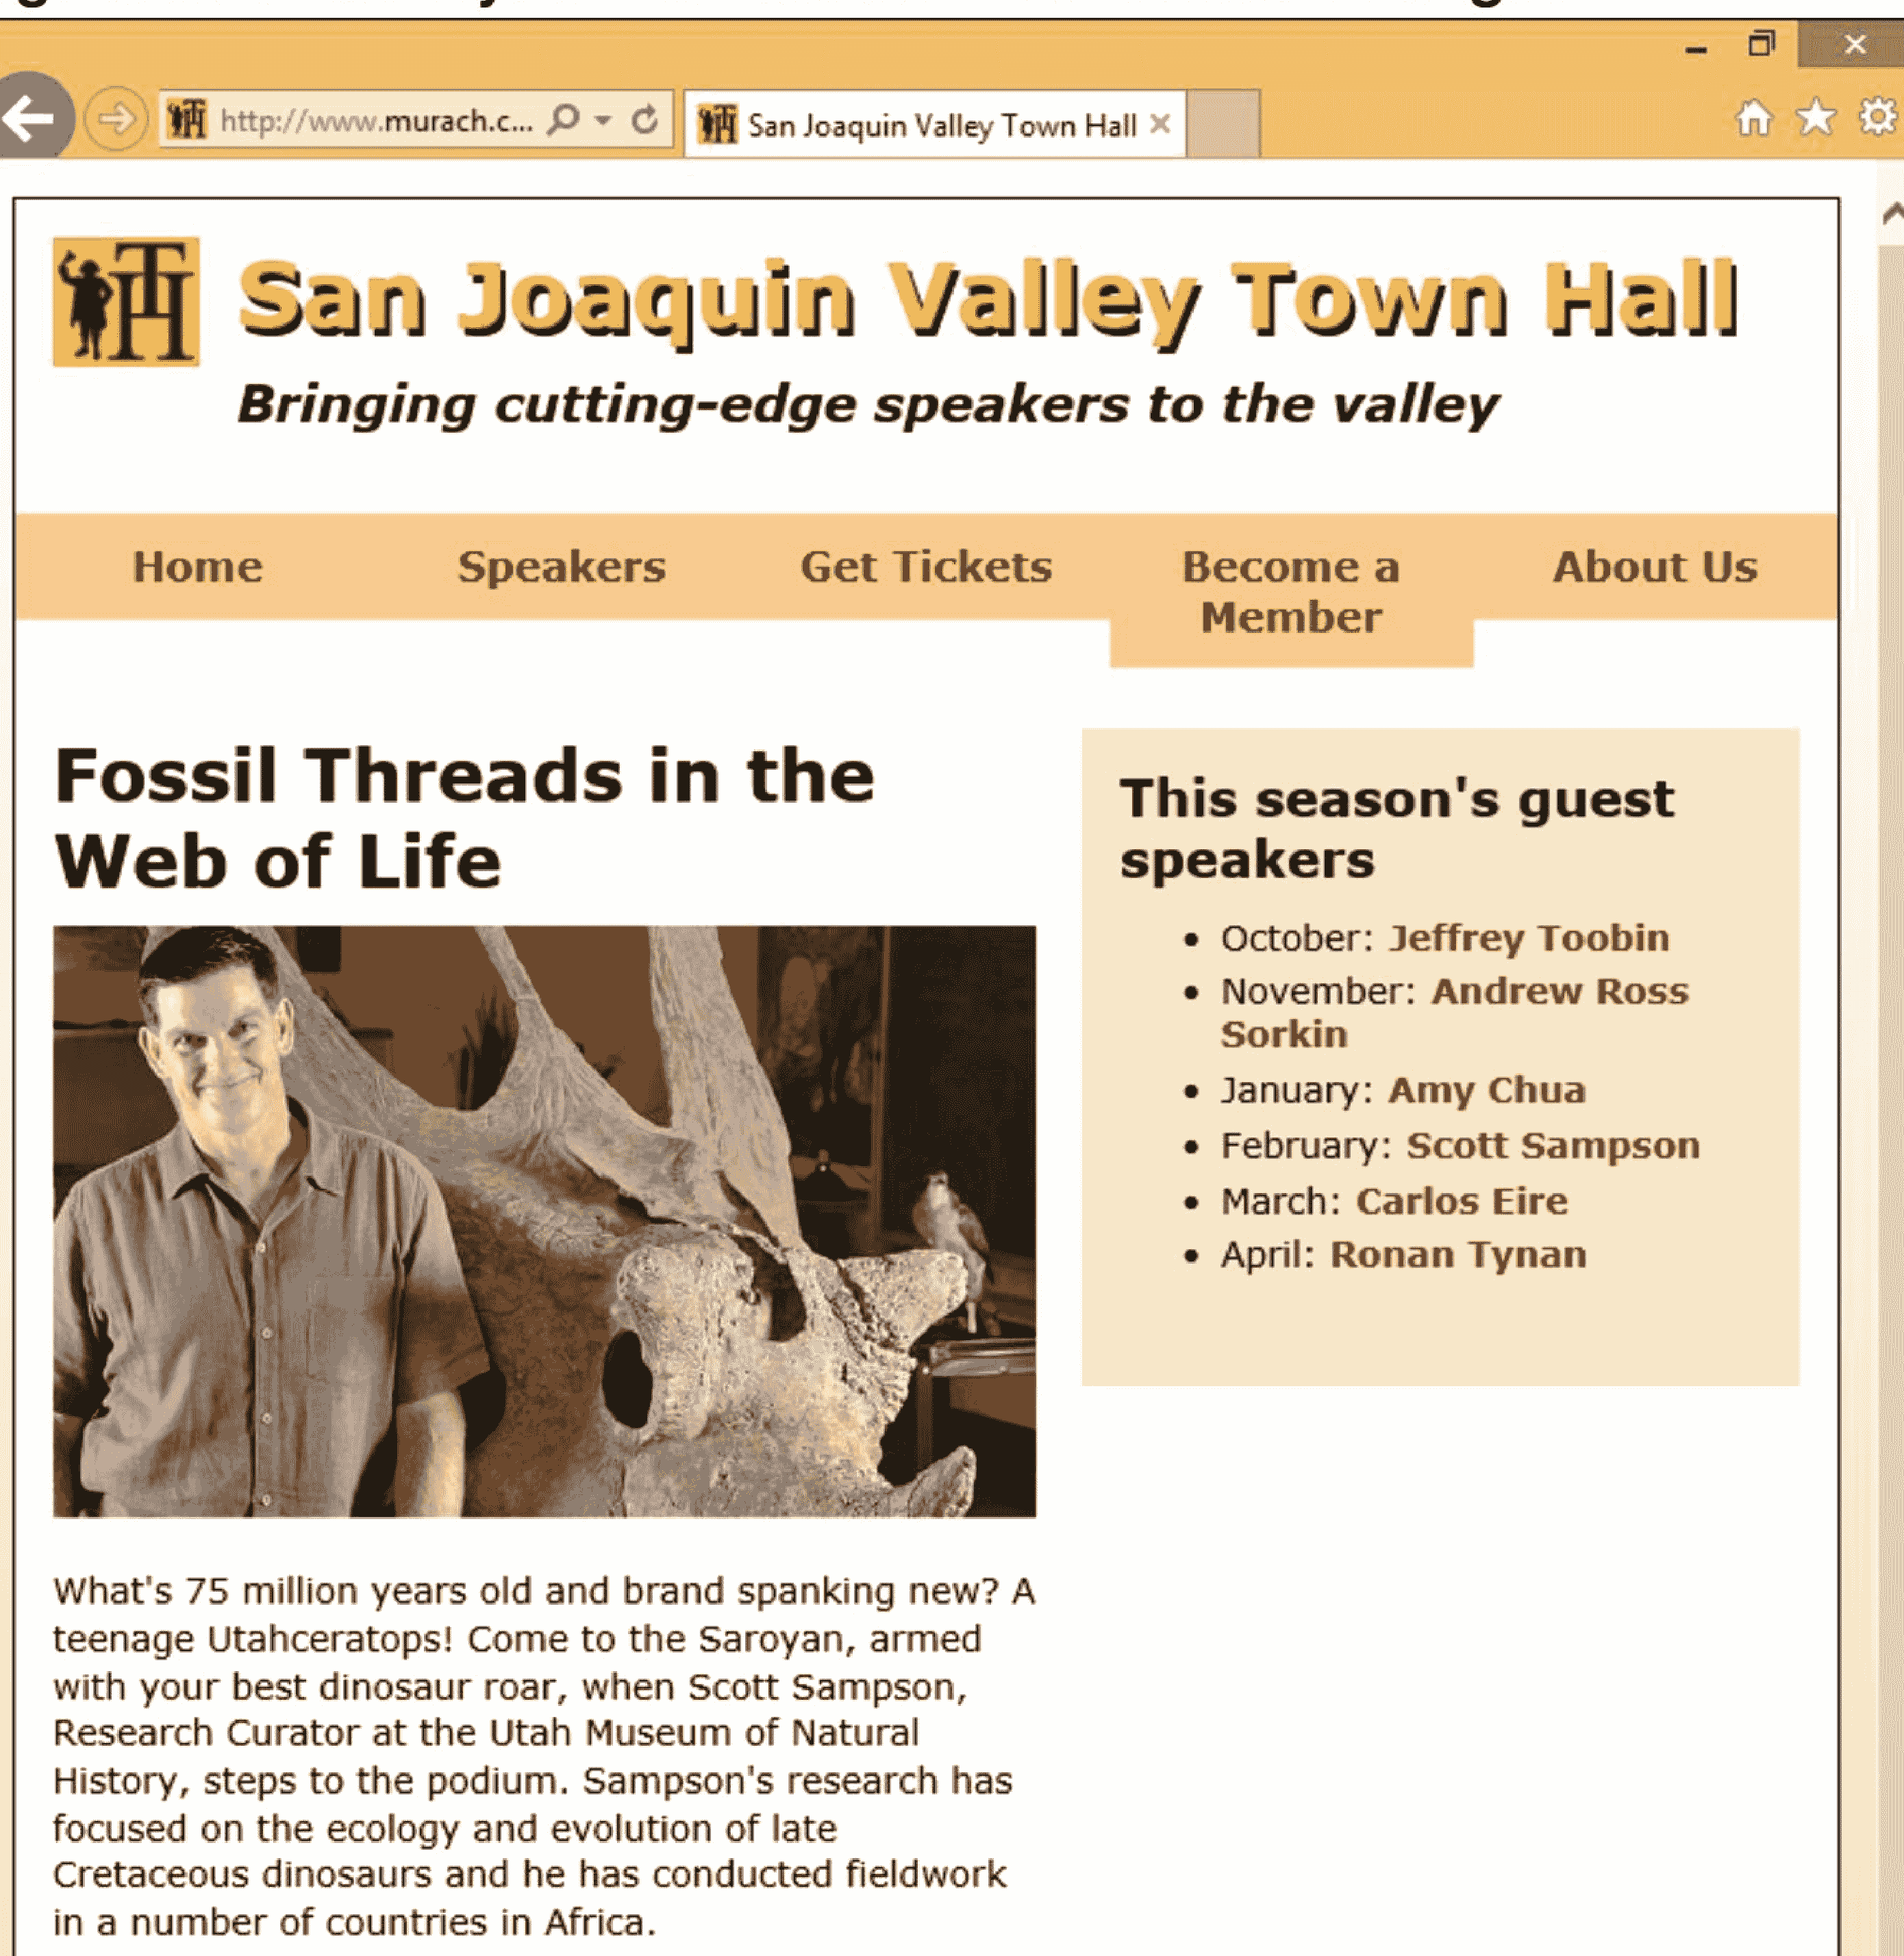 http://www.murach.c...
San Joaquin Valley Town Hall
TH
San Joaquin Valley Town Hall
Bringing cutting-edge speakers to the valley
Home
Speakers
Get Tickets
Become a
Member
About Us
Fossil Threads in the
Web of Life
What's 75 million years old and brand spanking new? A
teenage Utahceratops! Come to the Saroyan, armed
with your best dinosaur roar, when Scott Sampson,
Research Curator at the Utah Museum of Natural
History, steps to the podium. Sampson's research has
focused on the ecology and evolution of late
Cretaceous dinosaurs and he has conducted fieldwork
in a number of countries in Africa.
This season's guest
speakers
• October: Jeffrey Toobin
• November: Andrew Ross
Sorkin
• January: Amy Chua
• February: Scott Sampson
• March: Carlos Eire
• April: Ronan Tynan